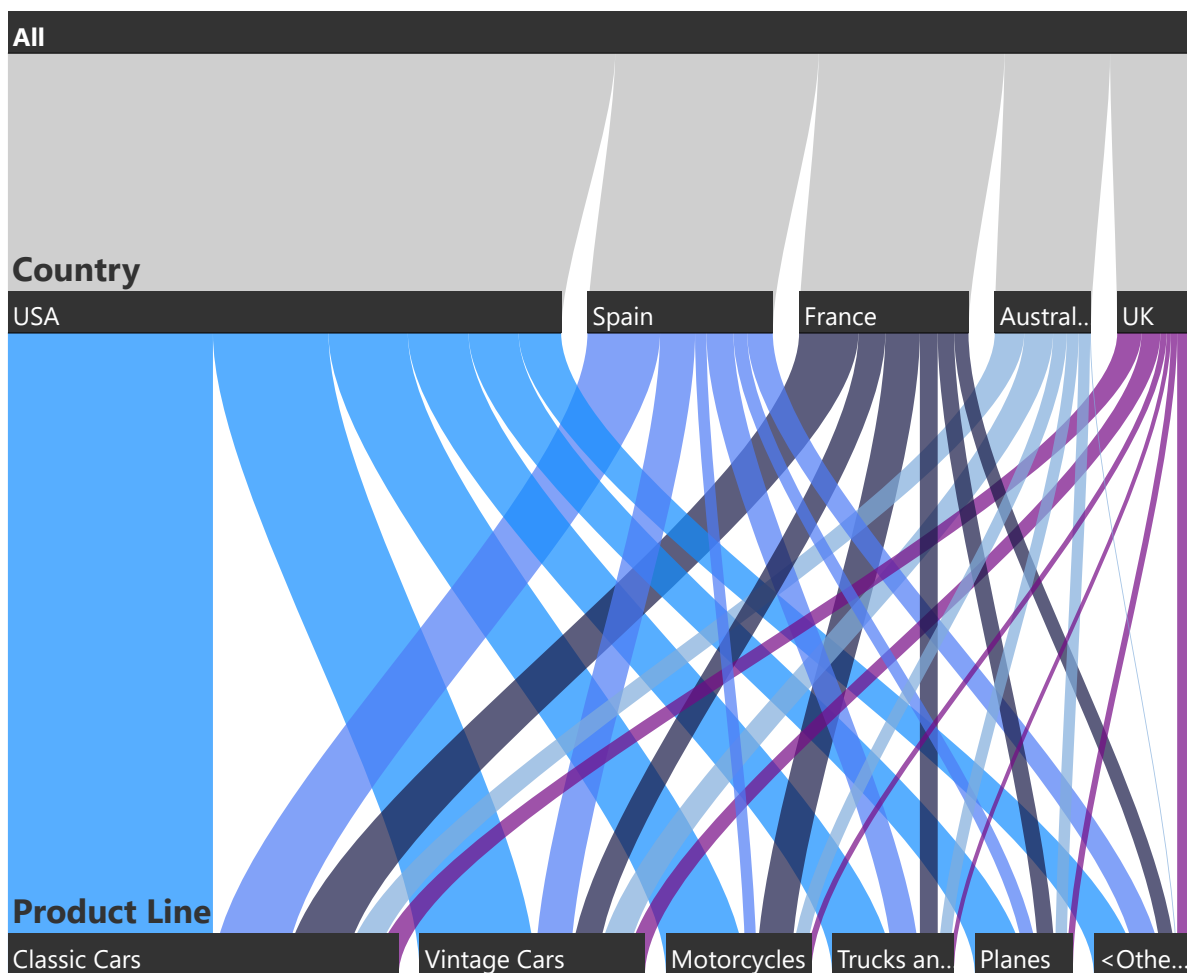 All
Country
USA
Spain
France
Austral..
UK
Product Line
Classic Cars
Vintage Cars
Motorcycles
Trucks an..
Planes
<Othe...